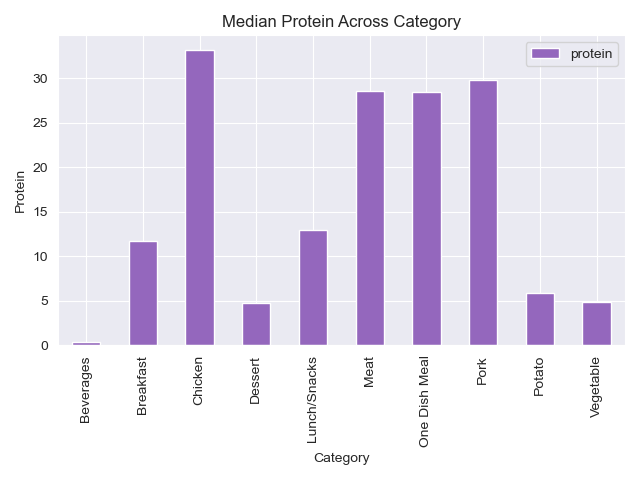 Median Protein Across Category
protein
Protein
30
25
20
15
10
5
0
Beverages
Breakfast
Chicken
Dessert
Lunch/Snacks
Meat
One Dish Meal
Pork
Potato
Vegetable
Category